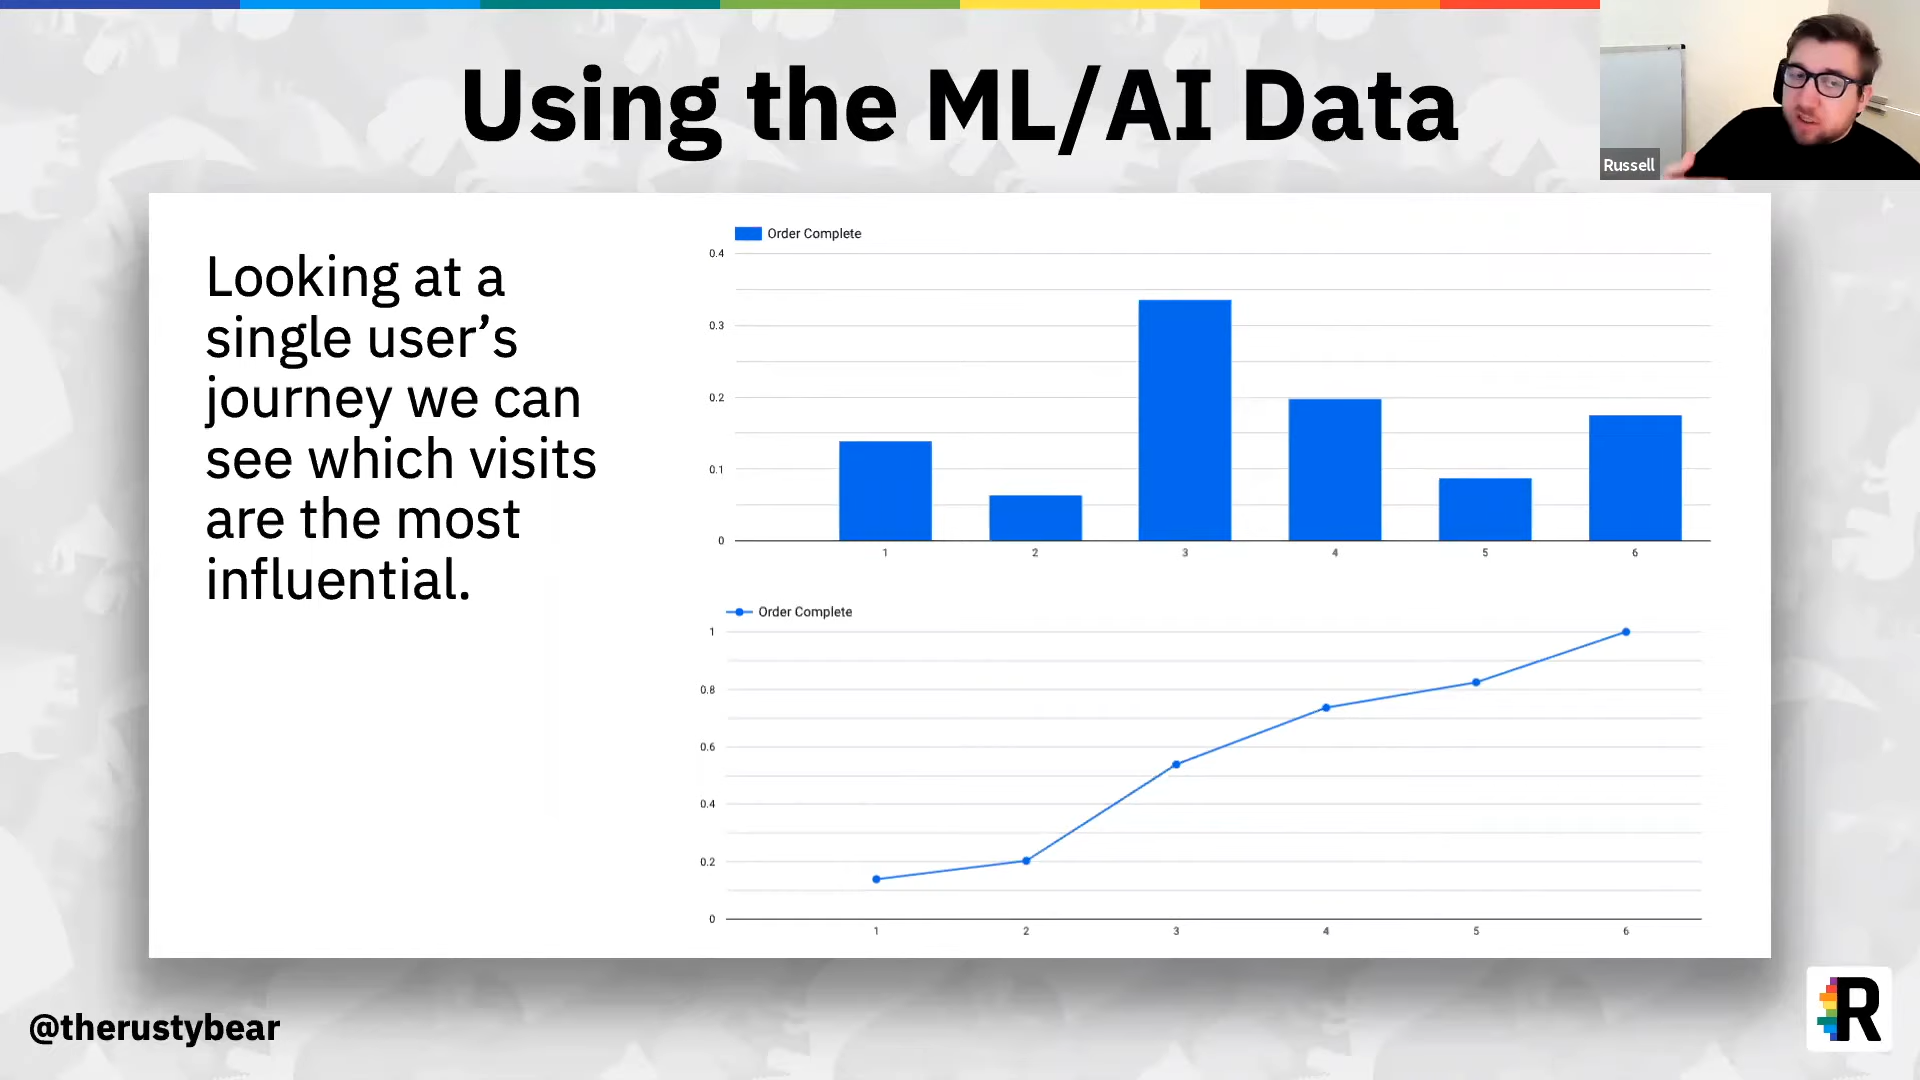 Using the ML/AI Data
Russell
Looking at a
single user’s
journey we can
see which visits
are the most
influential.
Order Complete
0.4
0.3
0.2
0.1
0
1 2 3 4 5 6
Order Complete
1
0.8
0.6
0.4
0.2
0
1 2 3 4 5 6
@therustybear
R